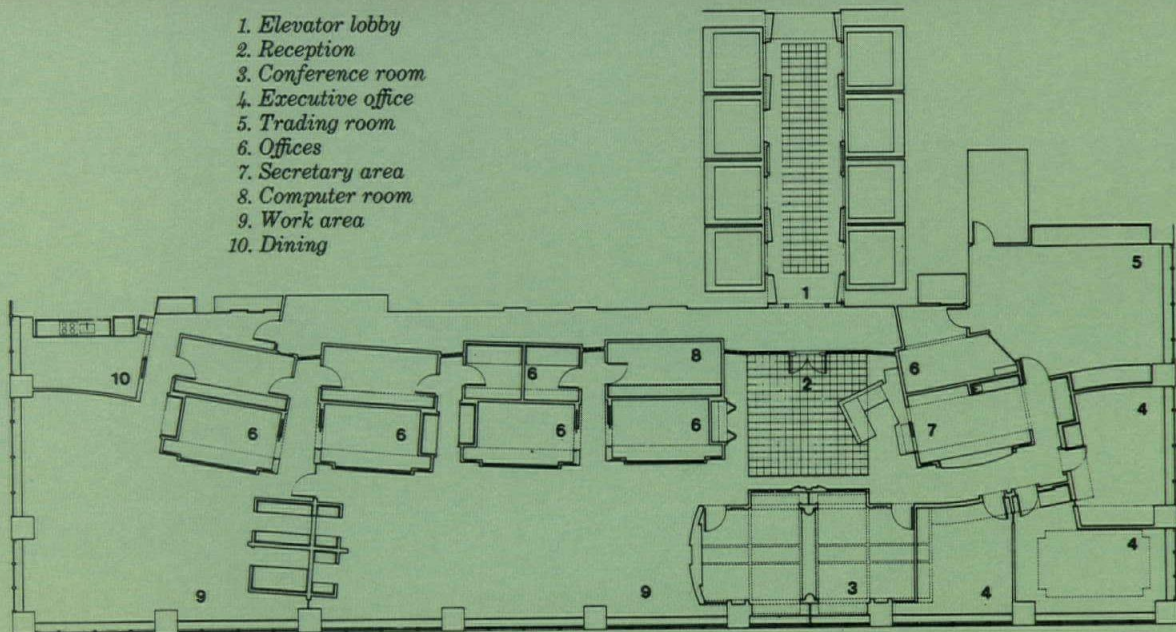 1. Elevator lobby
2. Reception
3. Conference room
4. Executive office
5. Trading room
6. Offices
7. Secretary area
8. Computer room
9. Work area
10. Dining
1
5
2
8
6
6
10
4
6
6
6
6
7
4
9
9
3
4